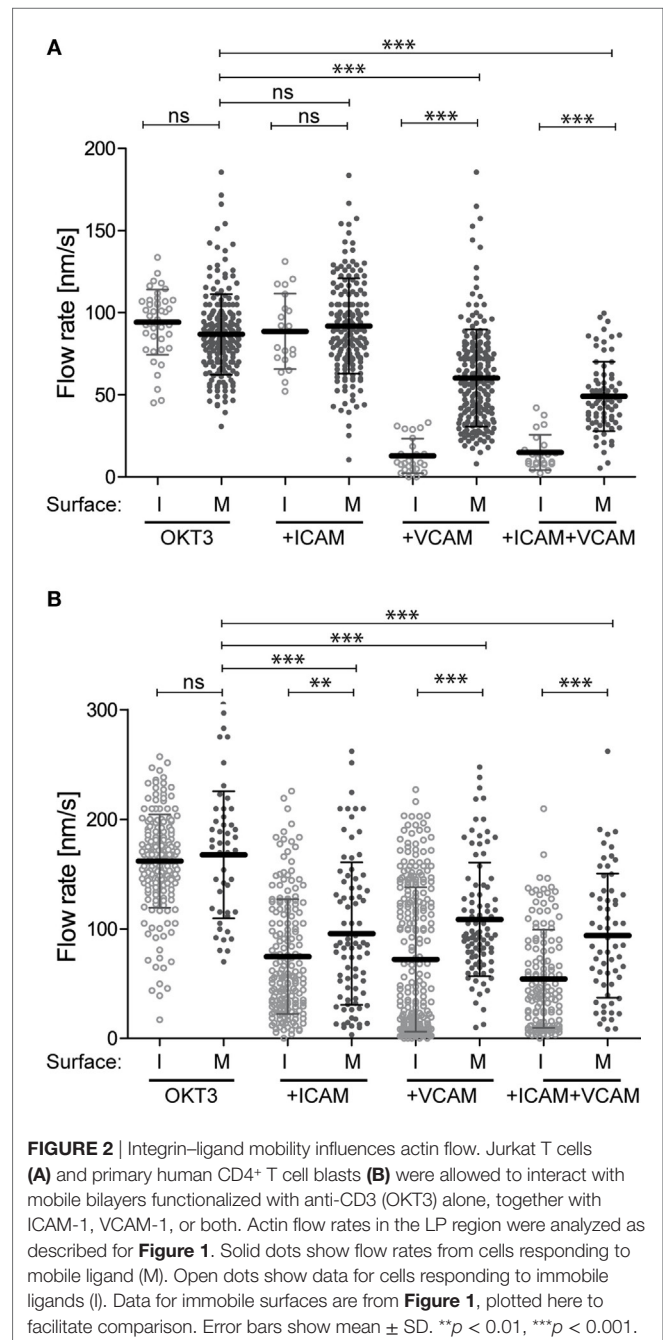 A
***
***
ns
ns
ns
***
***
200
150
100
50
0
Flow rate [nm/s]
Surface: I M I M I M I M
OKT3 +ICAM +VCAM +ICAM+VCAM
B
***
***
***
ns
**
***
***
300
200
100
0
Flow rate [nm/s]
Surface: I M I M I M I M
OKT3 +ICAM +VCAM +ICAM+VCAM
FIGURE 2 | Integrin–ligand mobility influences actin flow. Jurkat T cells
(A) and primary human CD4⁺ T cell blasts (B) were allowed to interact with
mobile bilayers functionalized with anti-CD3 (OKT3) alone, together with
ICAM-1, VCAM-1, or both. Actin flow rates in the LP region were analyzed as
described for Figure 1. Solid dots show flow rates from cells responding to
mobile ligand (M). Open dots show data for cells responding to immobile
ligands (I). Data for immobile surfaces are from Figure 1, plotted here to
facilitate comparison. Error bars show mean ± SD. **p < 0.01, ***p < 0.001.